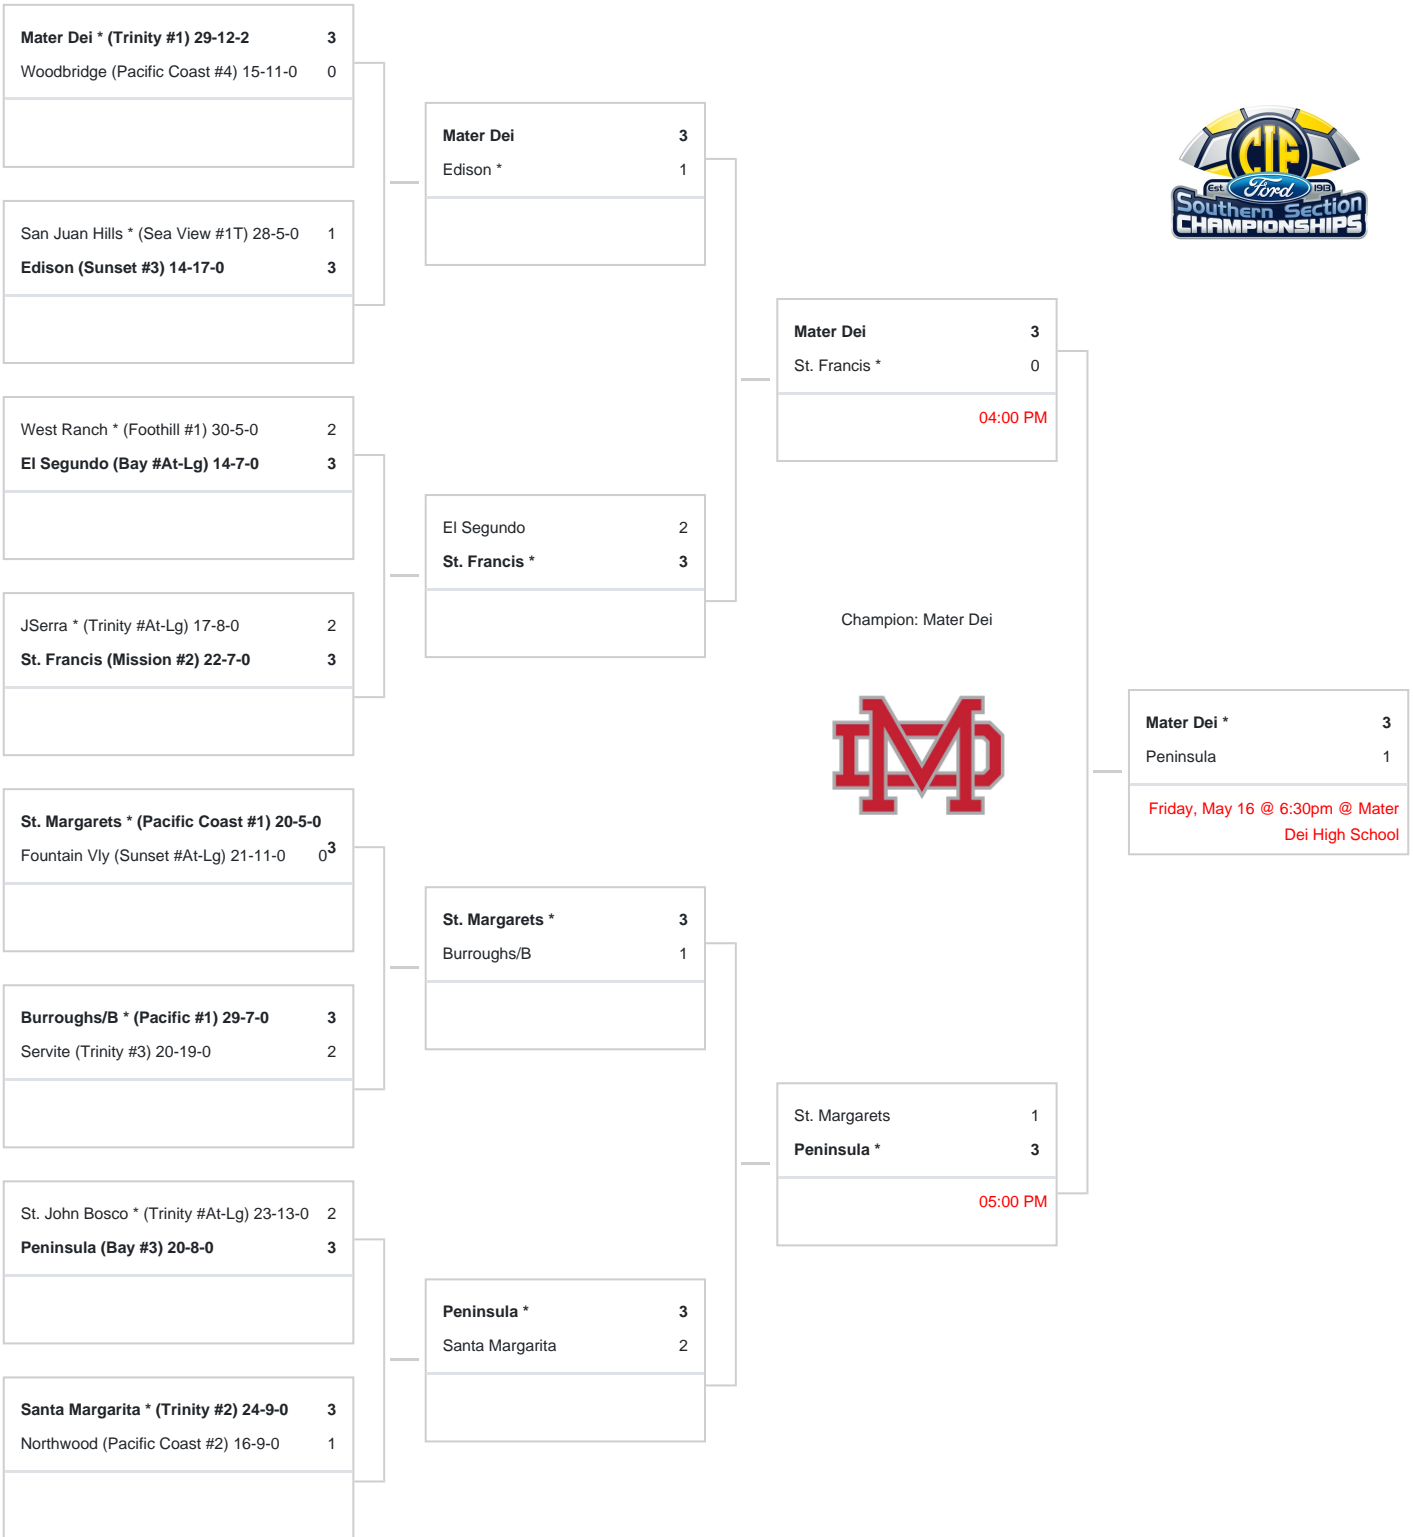 Mater Dei * (Trinity #1) 29-12-2 3
Woodbridge (Pacific Coast #4) 15-11-0 0
San Juan Hills * (Sea View #1T) 28-5-0 1
Edison (Sunset #3) 14-17-0 3
West Ranch * (Foothill #1) 30-5-0 2
El Segundo (Bay #At-Lg) 14-7-0 3
JSerra * (Trinity #At-Lg) 17-8-0 2
St. Francis (Mission #2) 22-7-0 3
St. Margarets * (Pacific Coast #1) 20-5-0
3
Fountain Vly (Sunset #At-Lg) 21-11-0 0
Burroughs/B * (Pacific #1) 29-7-0 3
Servite (Trinity #3) 20-19-0 2
St. John Bosco * (Trinity #At-Lg) 23-13-0 2
Peninsula (Bay #3) 20-8-0 3
Santa Margarita * (Trinity #2) 24-9-0 3
Northwood (Pacific Coast #2) 16-9-0 1
Mater Dei 3
Edison * 1
El Segundo 2
St. Francis * 3
St. Margarets * 3
Burroughs/B 1
Peninsula * 3
Santa Margarita 2
Mater Dei 3
St. Francis * 0
04:00 PM
Champion: Mater Dei
MD
St. Margarets 1
Peninsula * 3
05:00 PM
CIF
Est. Ford 1913
Southern Section
CHAMPIONSHIPS
Mater Dei * 3
Peninsula 1
Friday, May 16 @ 6:30pm @ Mater
Dei High School